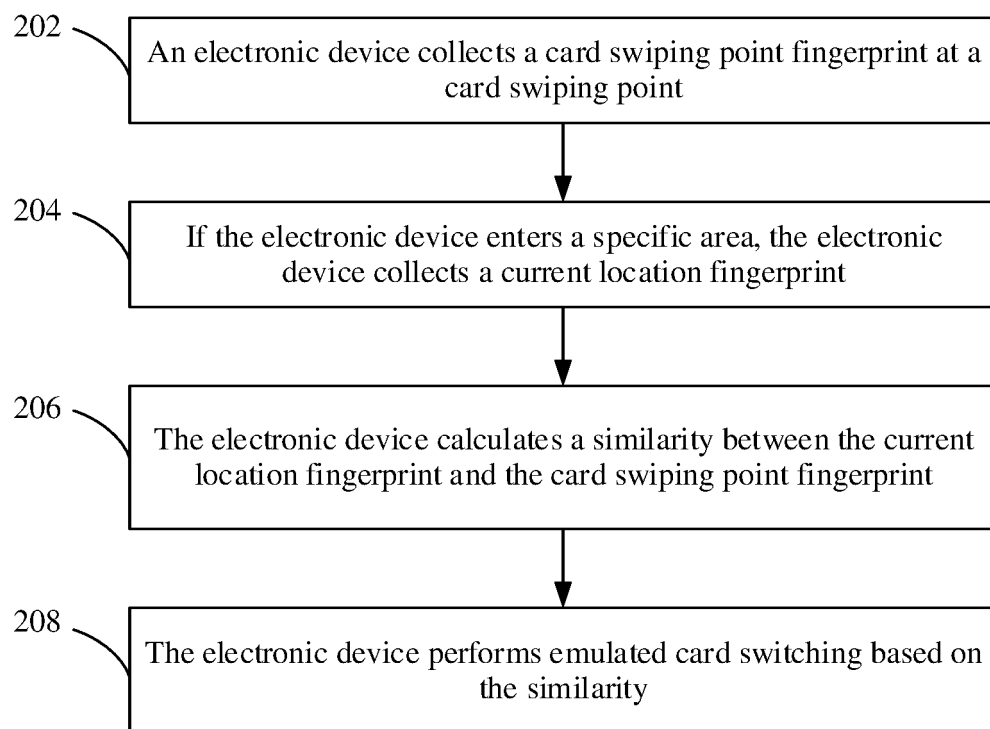 202
An electronic device collects a card swiping point fingerprint at a
card swiping point
204
If the electronic device enters a specific area, the electronic
device collects a current location fingerprint
206
The electronic device calculates a similarity between the current
location fingerprint and the card swiping point fingerprint
208
The electronic device performs emulated card switching based on
the similarity